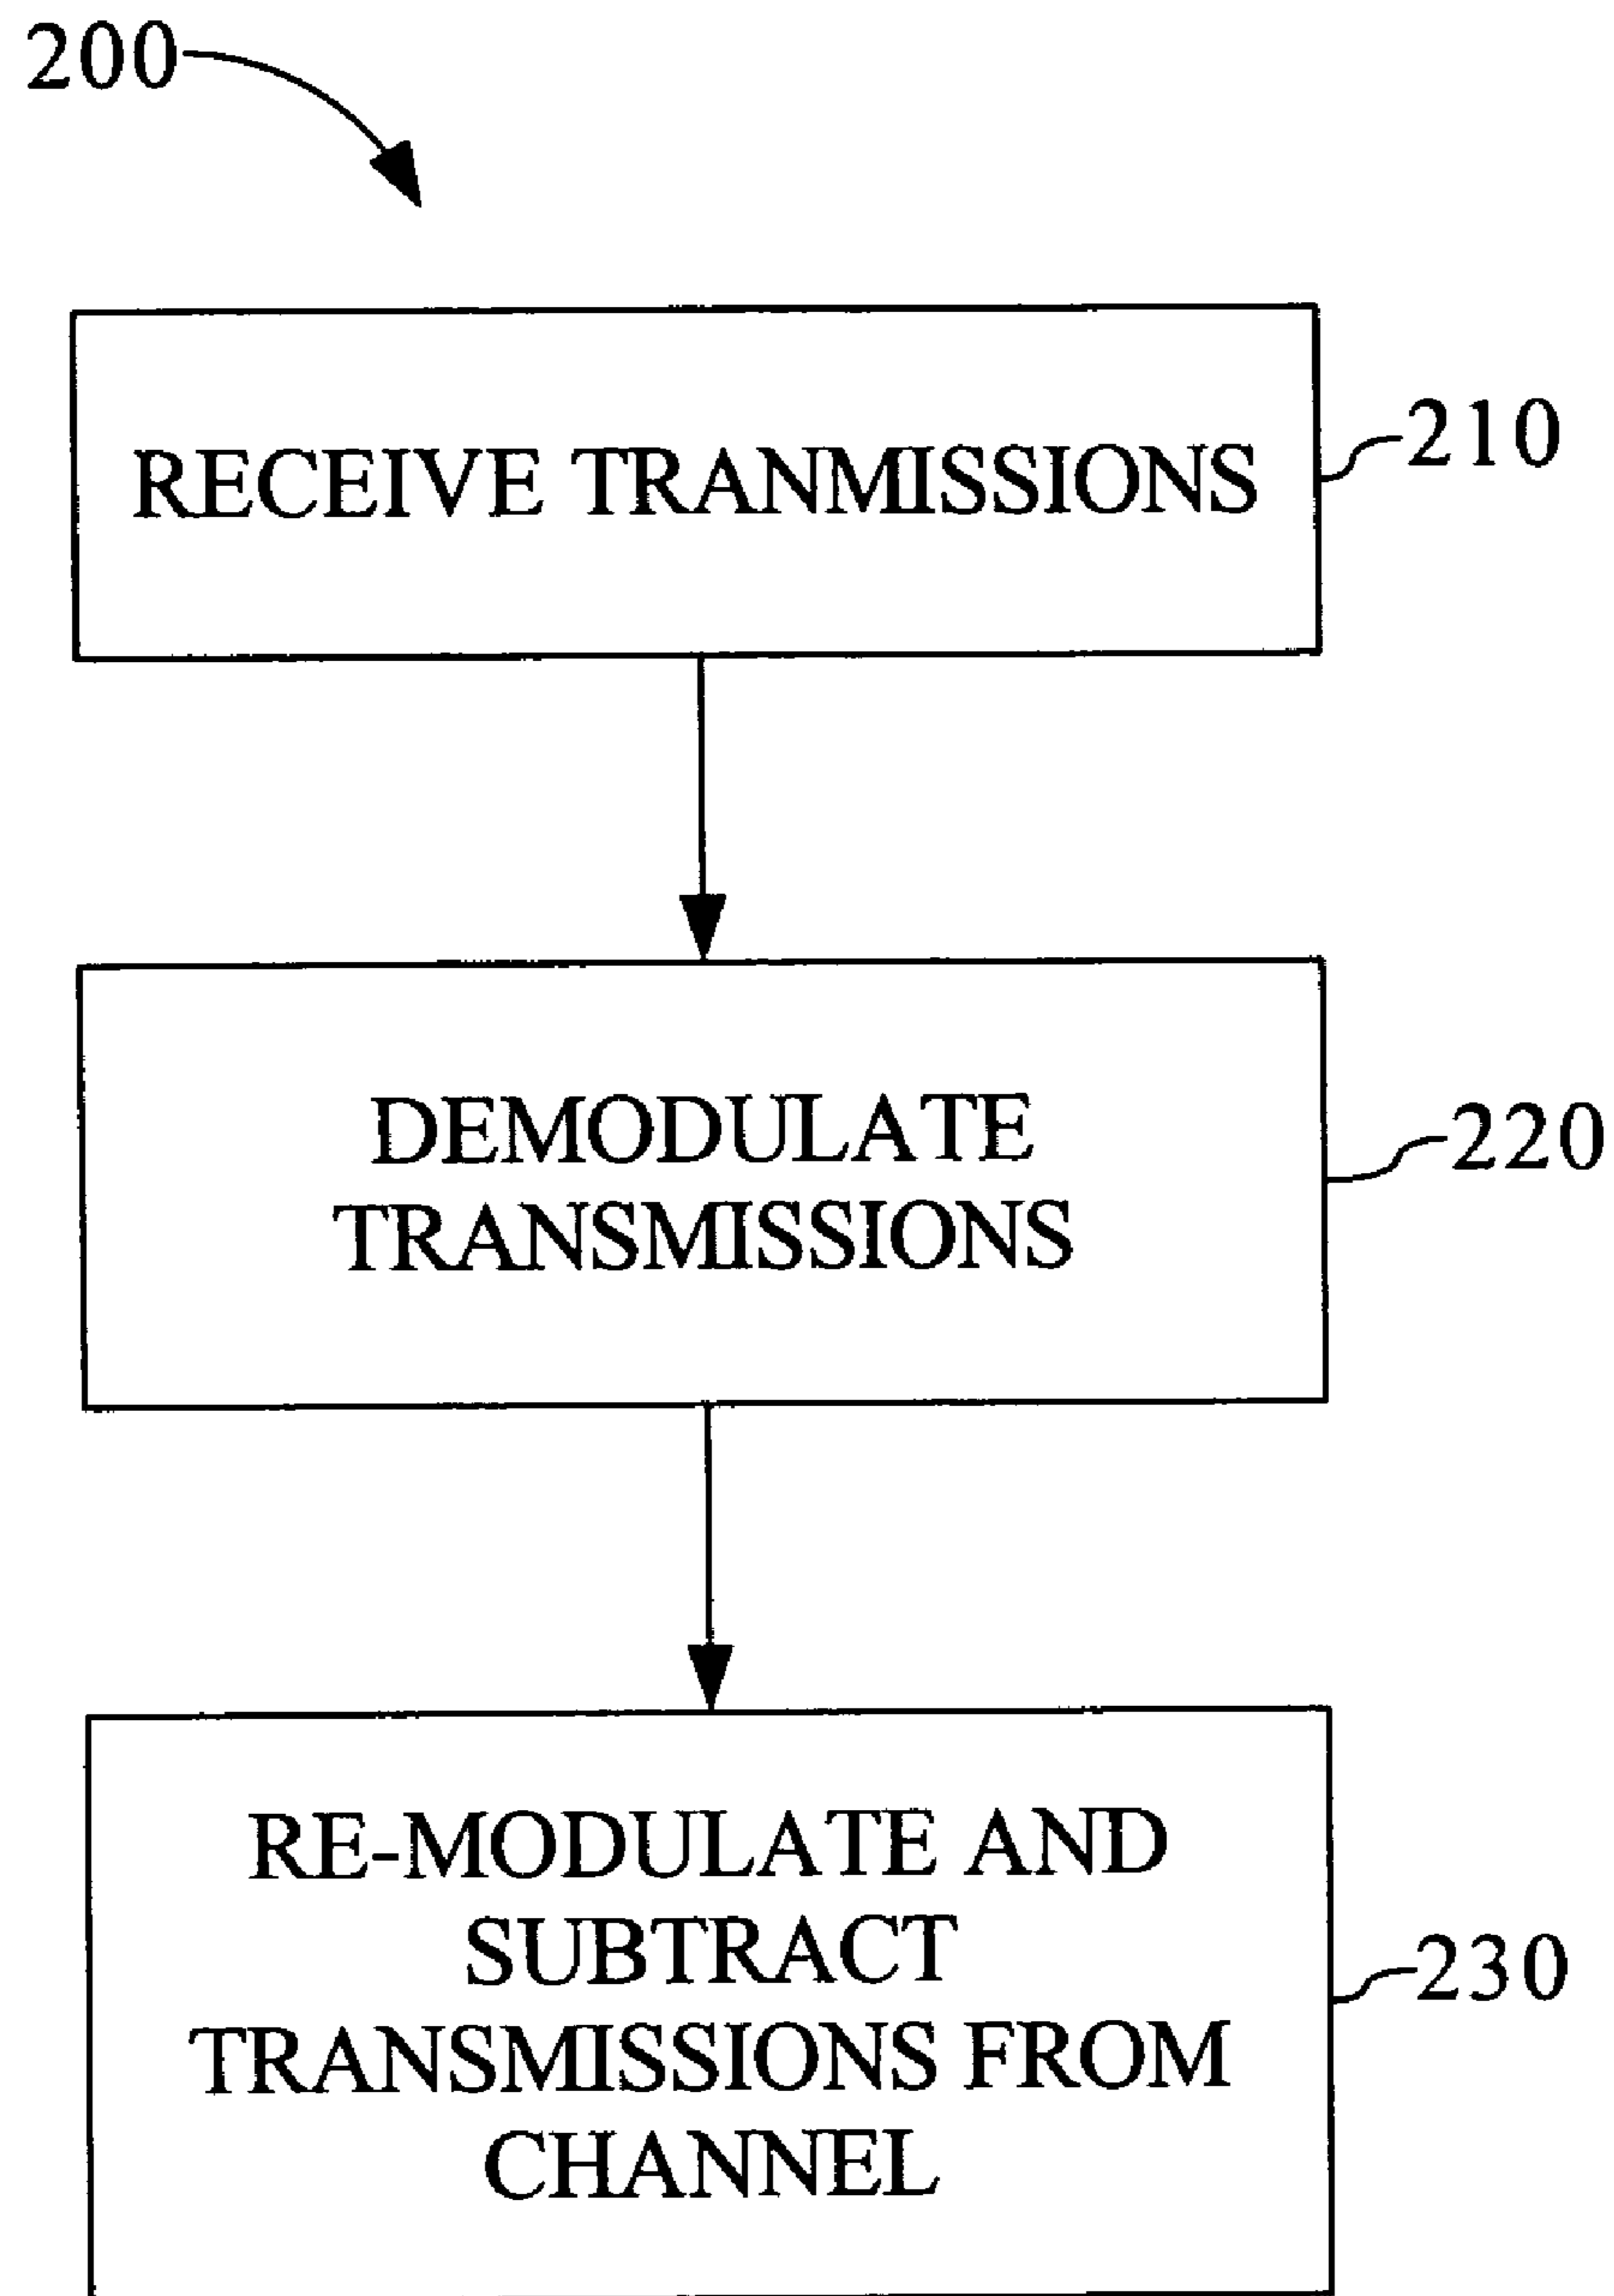 200
RECEIVE TRANMISSIONS
210
DEMODULATE
TRANSMISSIONS
220
RE-MODULATE AND
SUBTRACT
TRANSMISSIONS FROM
CHANNEL
230